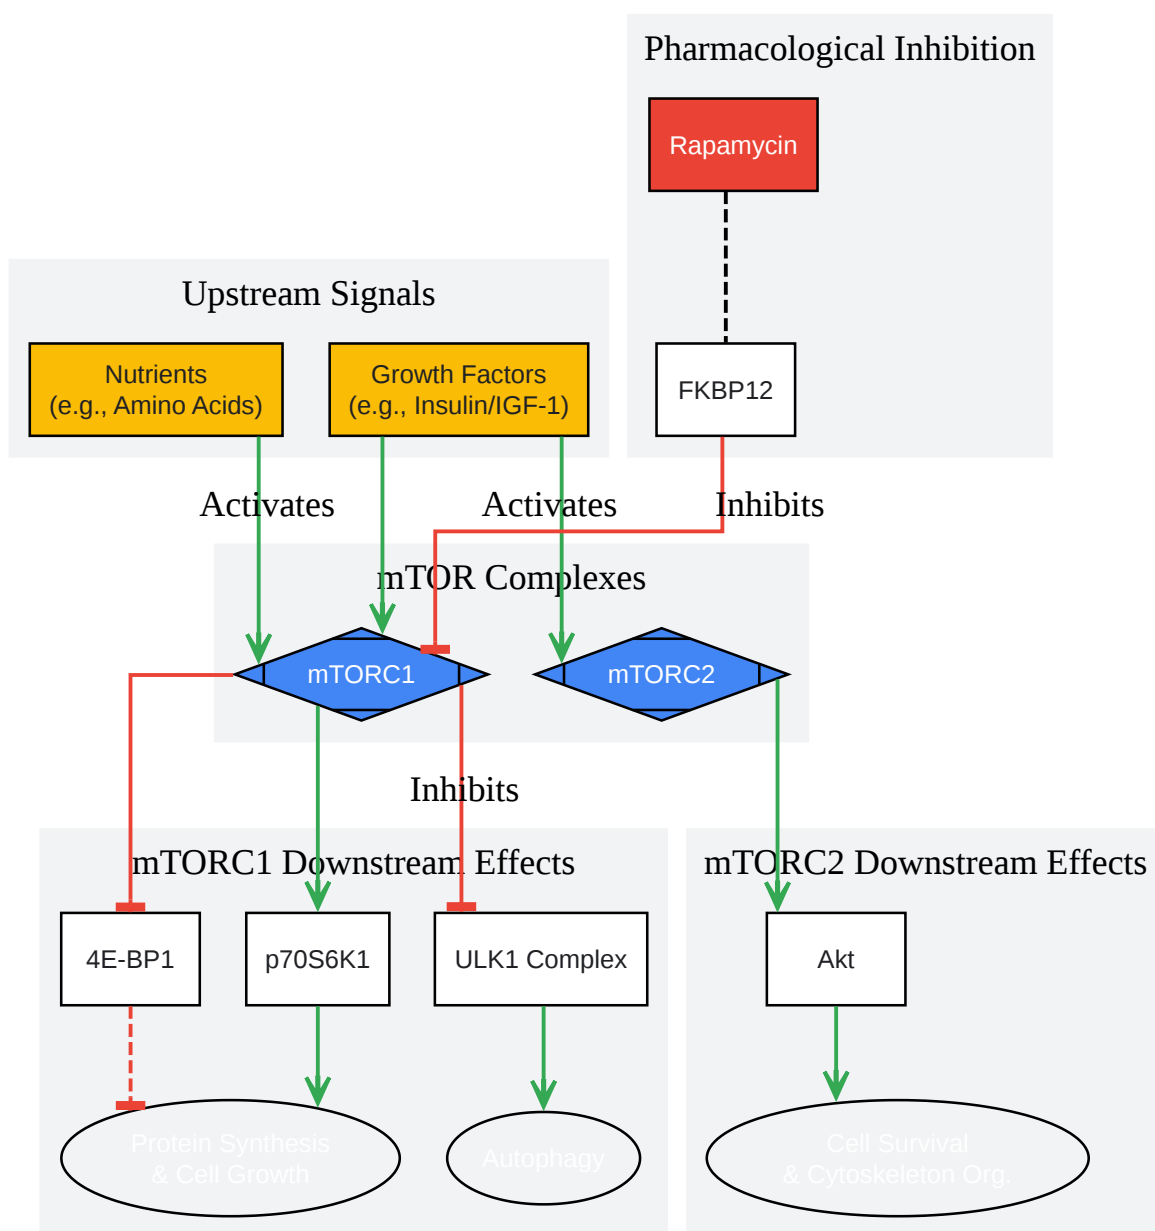 Pharmacological Inhibition
Rapamycin
Upstream Signals
Nutrients
(e.g., Amino Acids)
Growth Factors
(e.g., Insulin/IGF-1)
FKBP12
Activates
Activates
Inhibits
mTOR Complexes
mTORC1
mTORC2
Inhibits
mTORC1 Downstream Effects
mTORC2 Downstream Effects
4E-BP1
p70S6K1
ULK1 Complex
Akt
Protein Synthesis
& Cell Growth
Autophagy
Cell Survival
& Cytoskeleton Org.